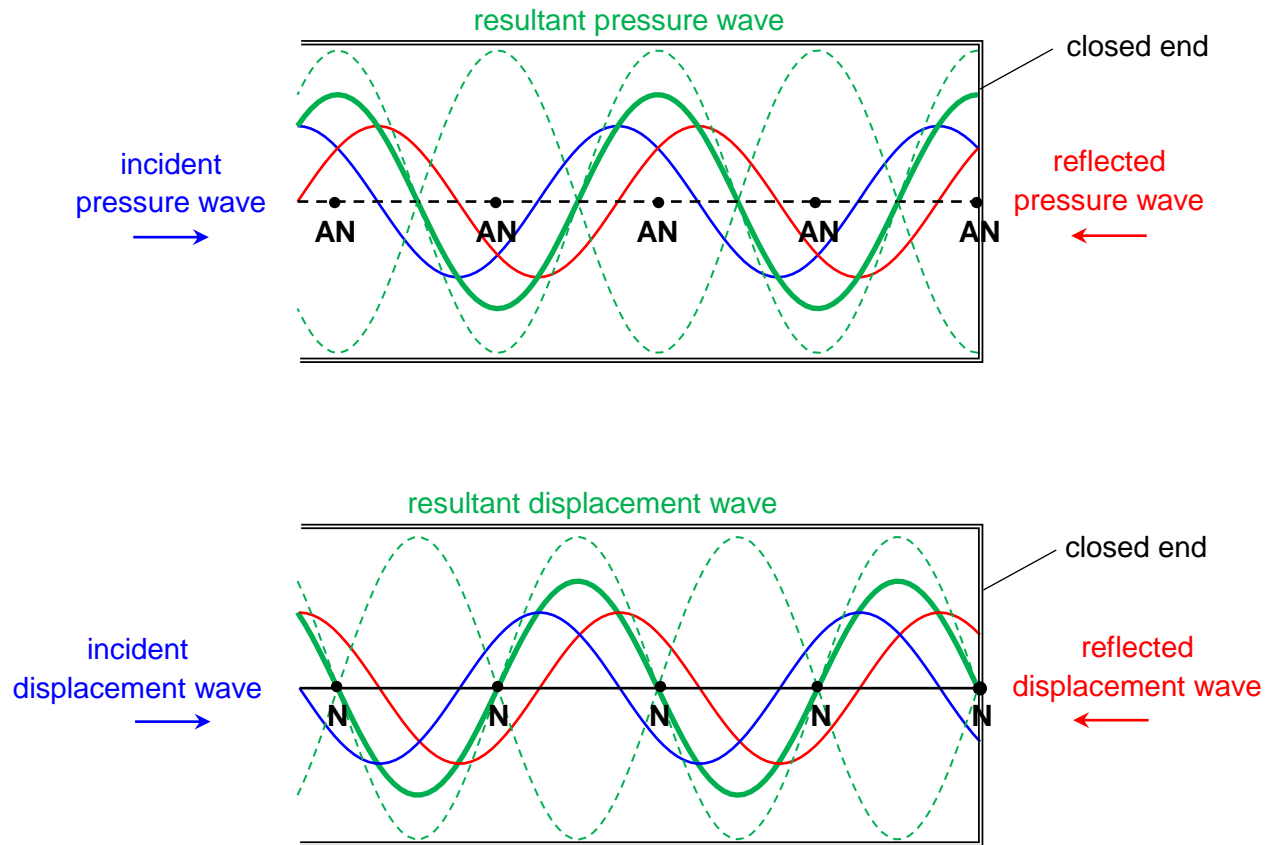 resultant pressure wave
closed end
incident
pressure wave
reflected
pressure wave
AN
AN
AN
AN
AN
resultant displacement wave
closed end
incident
displacement wave
reflected
displacement wave
N
N
N
N
N